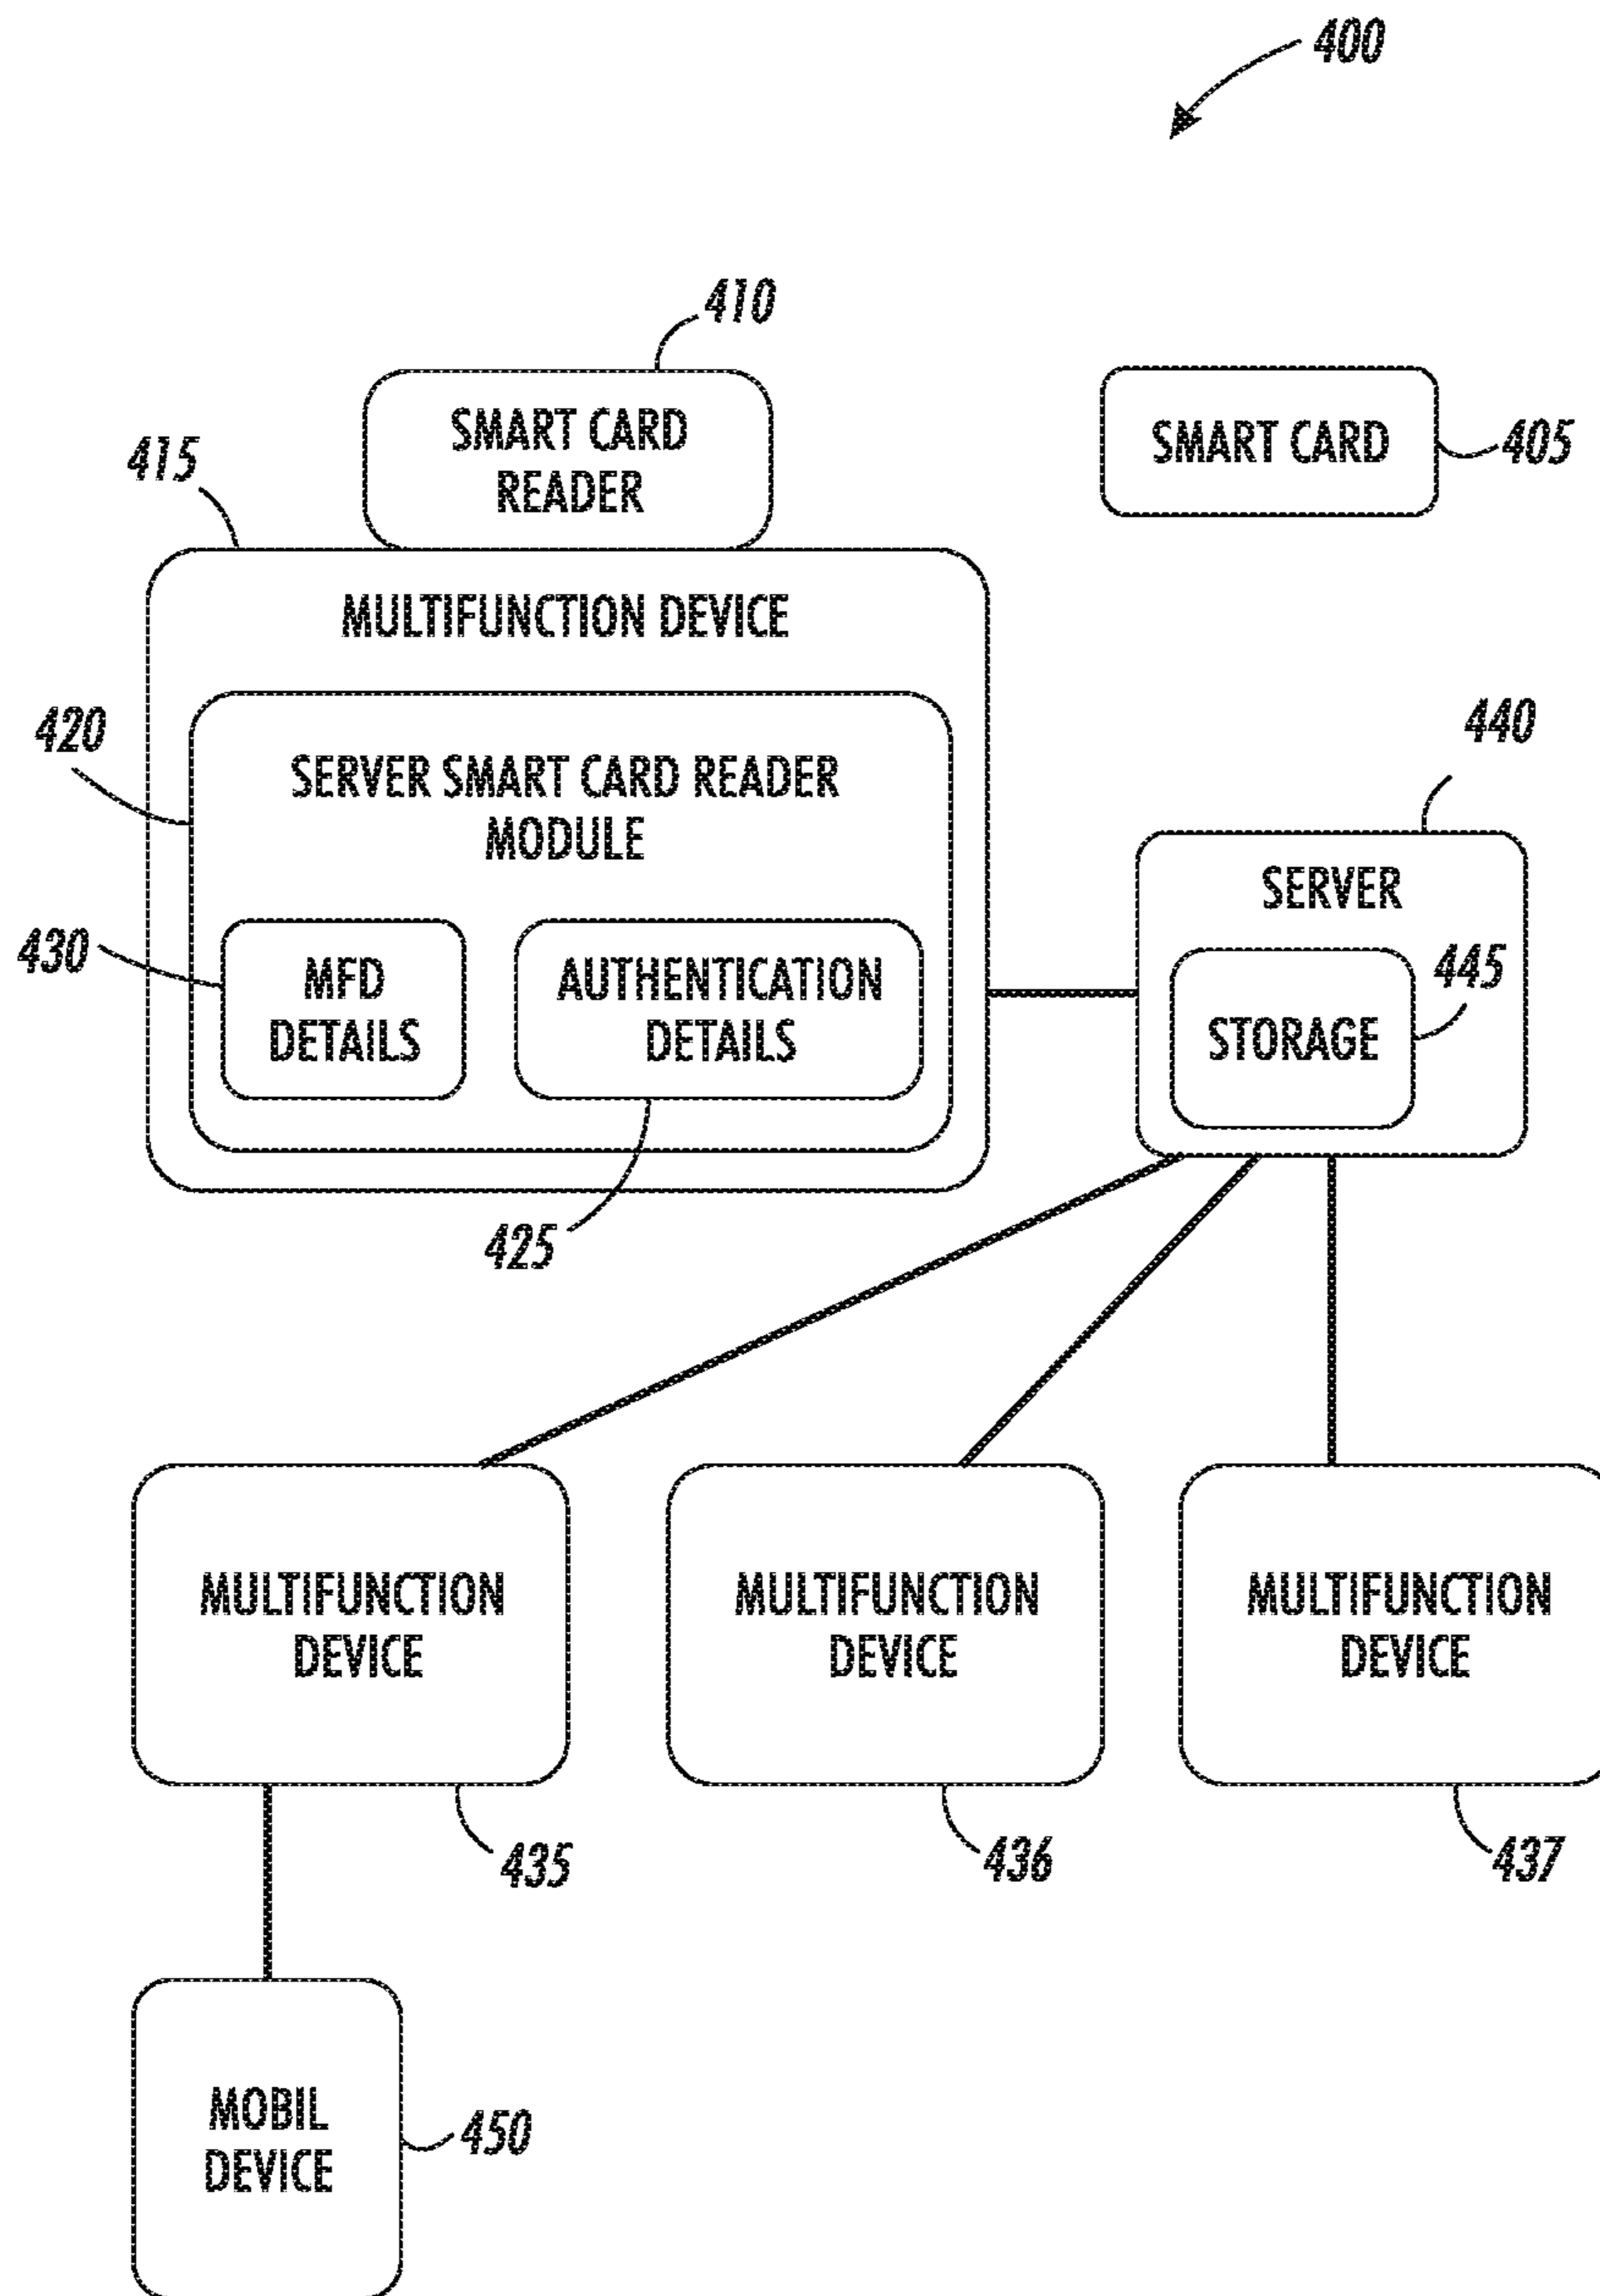 400
410
SMART CARD
READER
SMART CARD
405
415
MULTIFUNCTION DEVICE
420
SERVER SMART CARD READER
MODULE
440
SERVER
430
MFD
DETAILS
AUTHENTICATION
DETAILS
445
STORAGE
425
MULTIFUNCTION
DEVICE
MULTIFUNCTION
DEVICE
MULTIFUNCTION
DEVICE
435
436
437
MOBIL
DEVICE
450